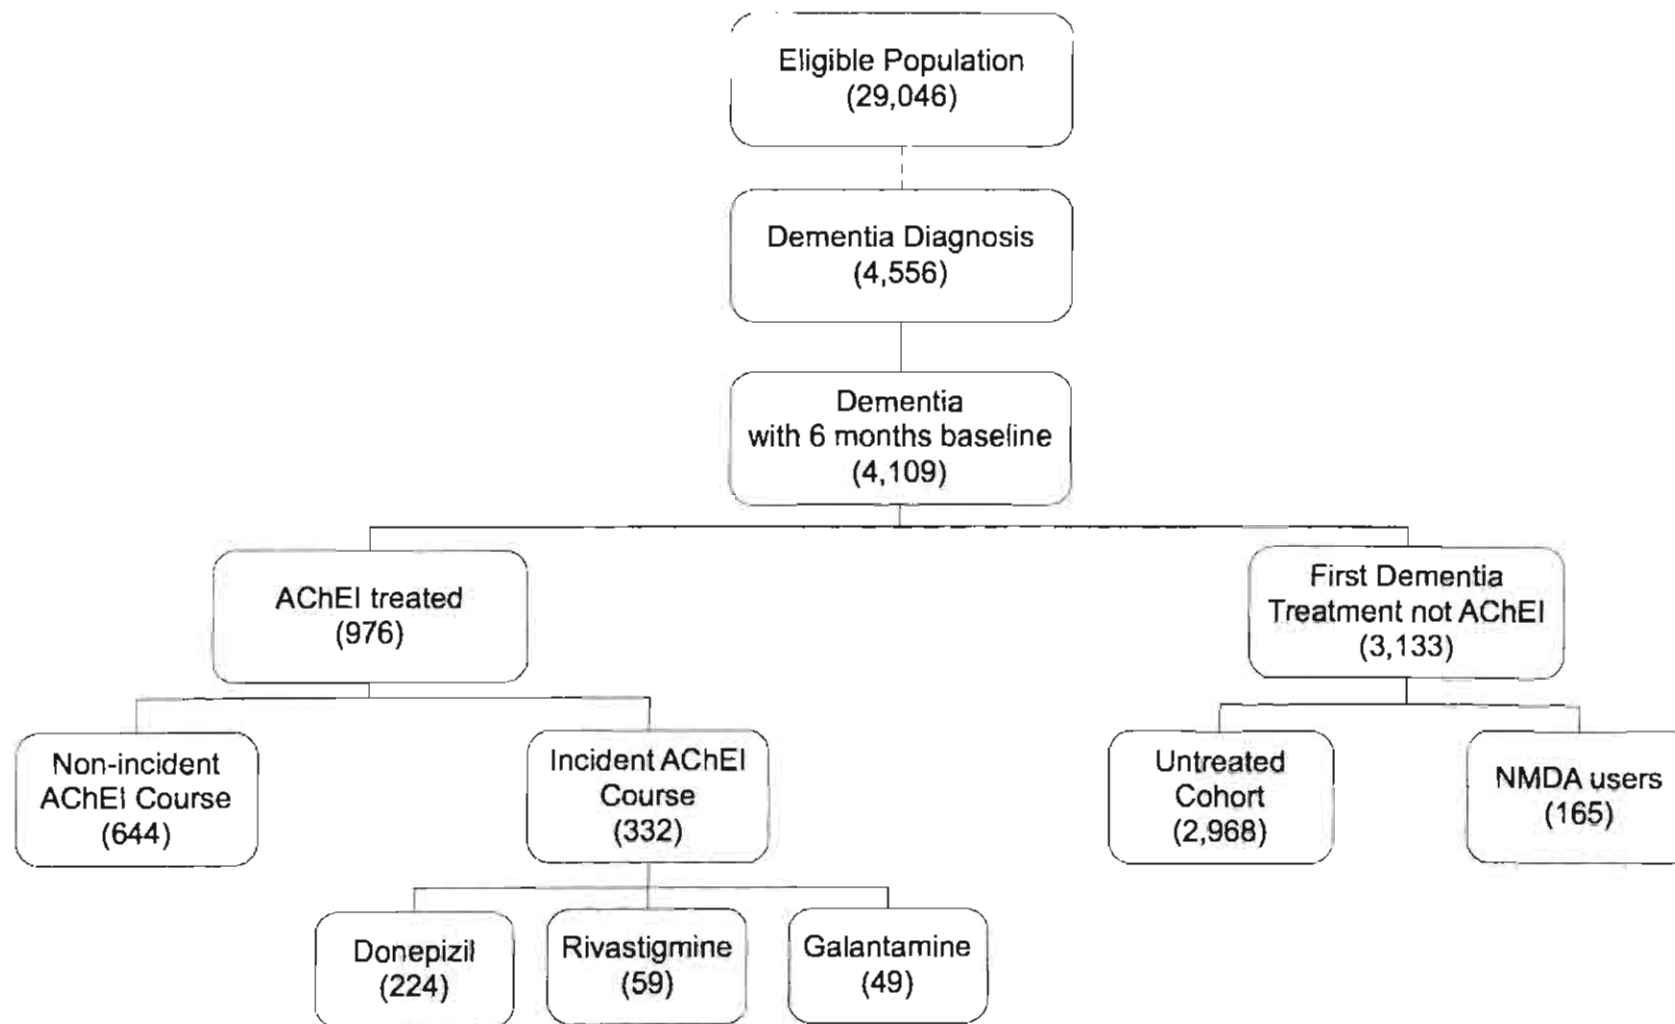 Eligible Population
(29,046)
Dementia Diagnosis
(4,556)
Dementia
with 6 months baseline
(4,109)
AChEI treated
(976)
First Dementia
Treatment not AChEI
(3,133)
Non-incident
AChEI Course
(644)
Incident AChEI
Course
(332)
Untreated
Cohort
(2,968)
NMDA users
(165)
Donepizil
(224)
Rivastigmine
(59)
Galantamine
(49)